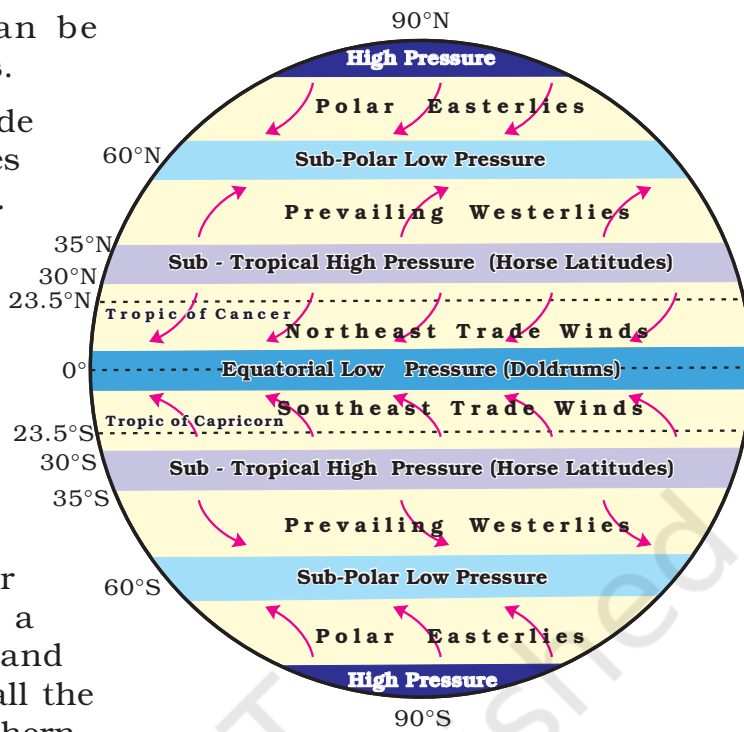 90°N
an be
High Pressure
s.
Polar Easterlies
de
60°N
Sub-Polar Low Pressure
es
.
Prevailing Westerlies
35°N
Sub - Tropical High Pressure (Horse Latitudes)
30°N
23.5°N
Tropic of Cancer
Northeast Trade Winds
0°
Equatorial Low Pressure (Doldrums)
Southeast Trade Winds
Tropic of Capricorn
23.5°S
30°S
Sub - Tropical High Pressure (Horse Latitudes)
35°S
Prevailing Westerlies
r
60°S
Sub-Polar Low Pressure
a
and
Polar Easterlies
all the
High Pressure
hern
90°S
shed